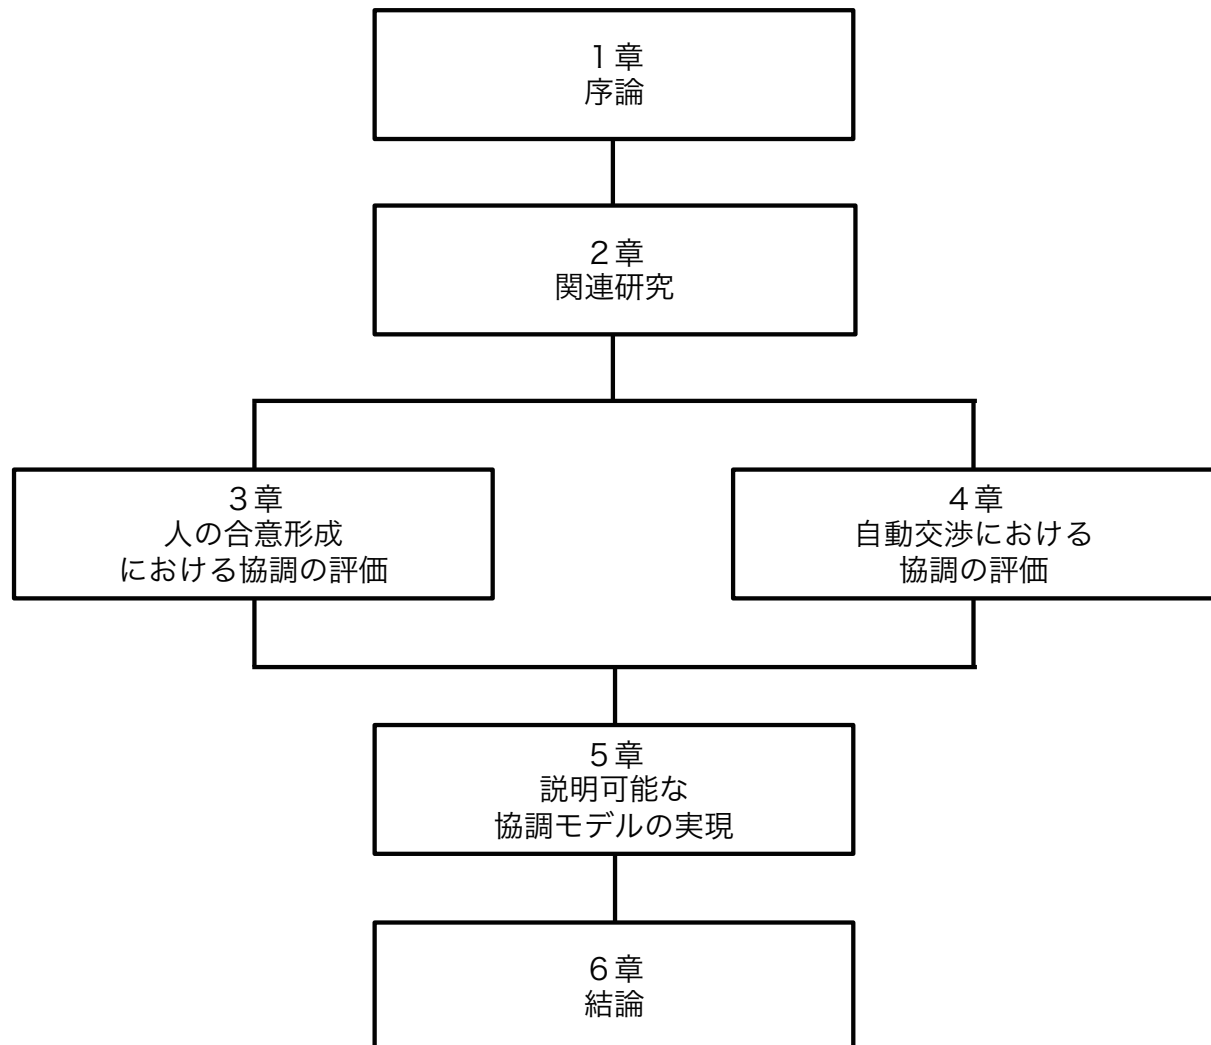 １章
序論
２章
関連研究
３章
人の合意形成
における協調の評価
４章
自動交渉における
協調の評価
５章
説明可能な
協調モデルの実現
６章
結論